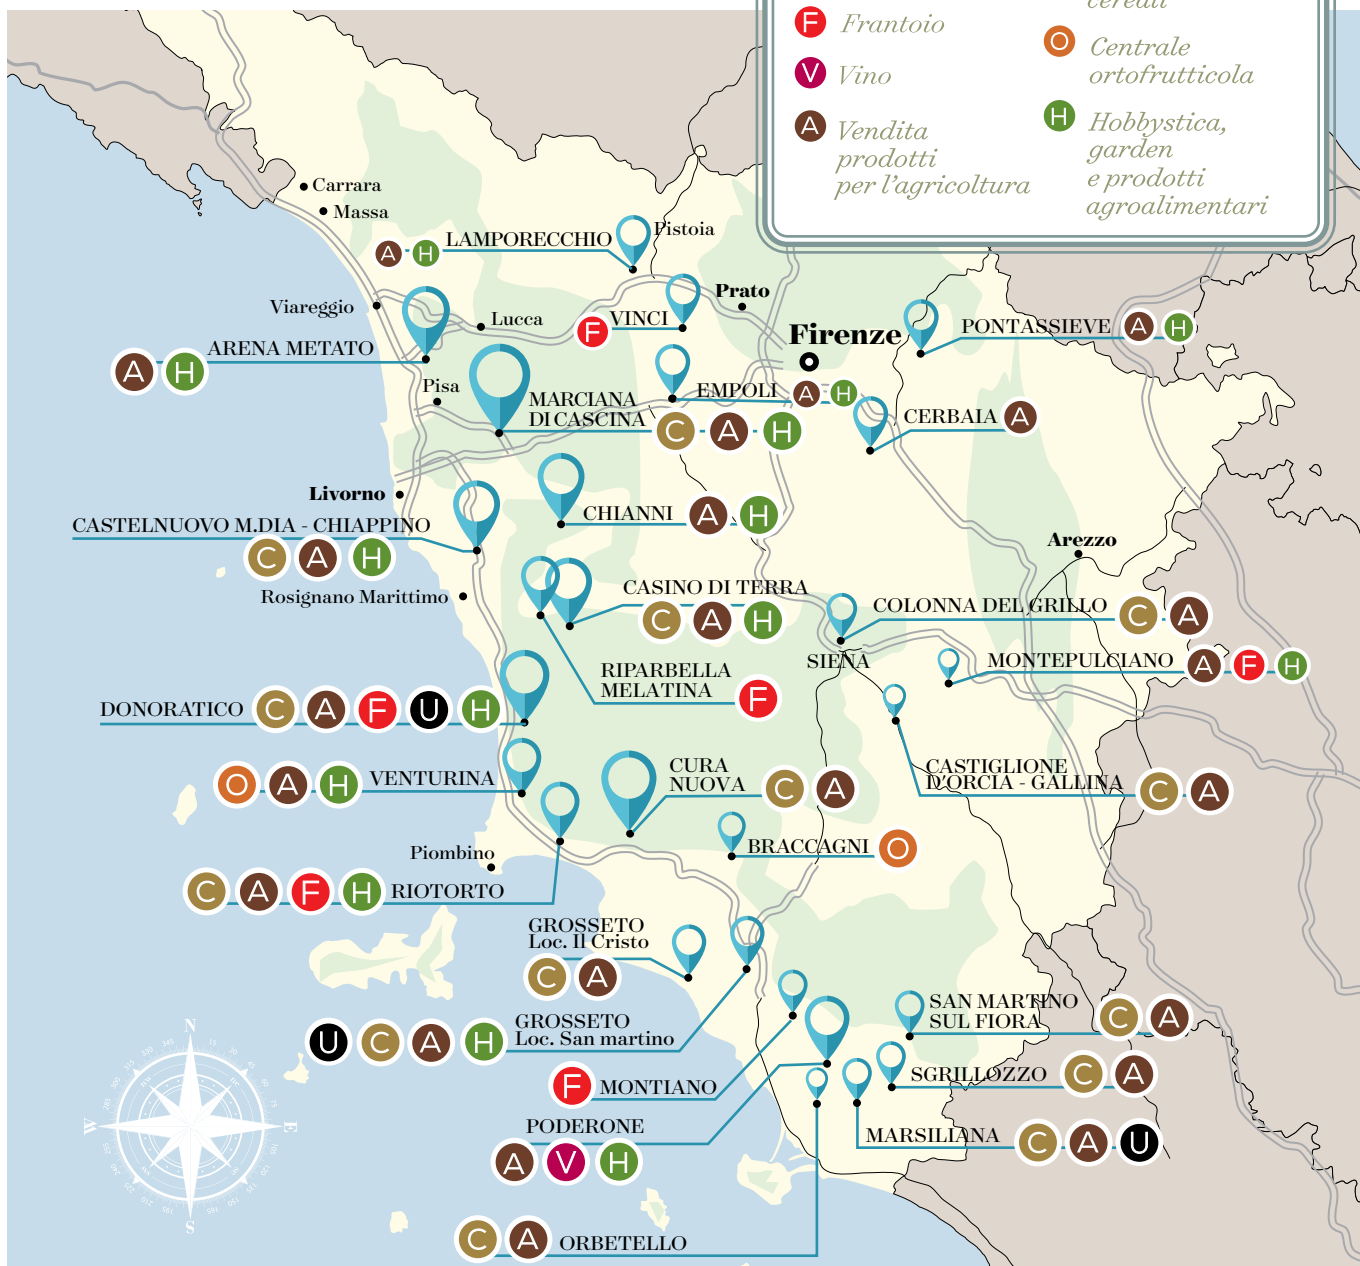 cereali
F Frantoio
O Centrale
ortofrutticola
V Vino
A Vendita
prodotti
per l'agricoltura
H Hobbystica,
garden
e prodotti
agroalimentari
Carrara
Massa
A H LAMPORECCHIO
Pistoia
Viareggio
Lucca
F VINCI
Prato
Firenze
PONTASSIEVE A H
ARENA METATO
A H
Pisa
MARCIANA
DI CASCINA C A H
EMPOLI A H
CERBAIA A
Livorno
CASTELNUOVO M.DIA - CHIAPPINO
C A H
CHIANNI A H
Arezzo
Rosignano Marittimo
CASINO DI TERRA
C A H
COLONNA DEL GRILLO C A
SIENA
MONTEPULCIANO A F H
RIPARBELLA
MELATINA F
DONORATICO C A F U H
O A H VENTURINA
CURA
NUOVA C A
CASTIGLIONE
D'ORCIA - GALLINA C A
Piombino
BRACCAGNI O
C A F H RIOTORTO
GROSSETO
Loc. Il Cristo
C A
U C A H GROSSETO
Loc. San martino
SAN MARTINO
SUL FIORA C A
F MONTIANO
SGRILLOZZO C A
PODERONE
A V H
MARSILIANA C A U
C A ORBETELLO
N
W E
S